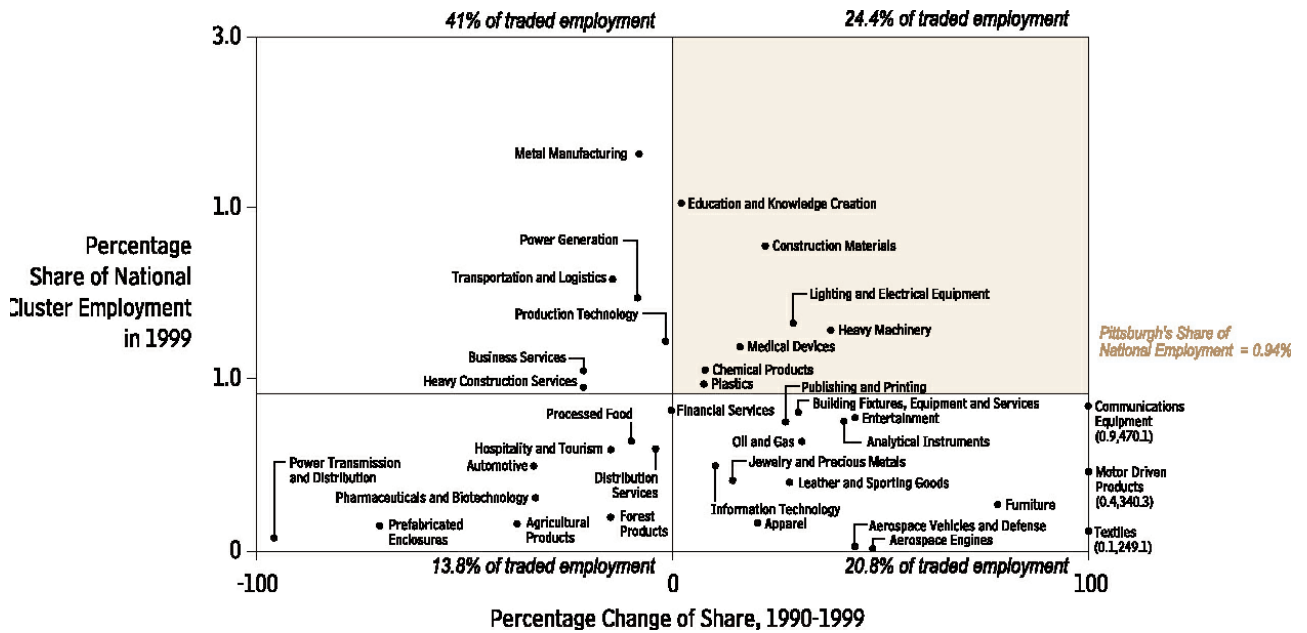 41% of traded employment
24.4% of traded employment
3.0
Metal Manufacturing
1.0
Education and Knowledge Creation
Power Generation
Construction Materials
Percentage
Share of National
Cluster Employment
in 1999
Transportation and Logistics
Lighting and Electrical Equipment
Production Technology
Heavy Machinery
Pittsburgh's Share of
National Employment = 0.94%
Medical Devices
Business Services
Chemical Products
1.0
Heavy Construction Services
Plastics
Publishing and Printing
Processed Food
Financial Services
Building Fixtures, Equipment and Services
Entertainment
Communications
Equipment
(0.9,470.1)
Hospitality and Tourism
Oil and Gas
Analytical Instruments
Power Transmission
and Distribution
Automotive
Distribution
Services
Jewelry and Precious Metals
Motor Driven
Products
(0.4,340.3)
Pharmaceuticals and Biotechnology
Leather and Sporting Goods
Information Technology
Furniture
Prefabricated
Enclosures
Agricultural
Products
Forest
Products
Apparel
Aerospace Vehicles and Defense
Aerospace Engines
Textiles
(0.1,249.1)
0
13.8% of traded employment
20.8% of traded employment
-100
0
100
Percentage Change of Share, 1990-1999